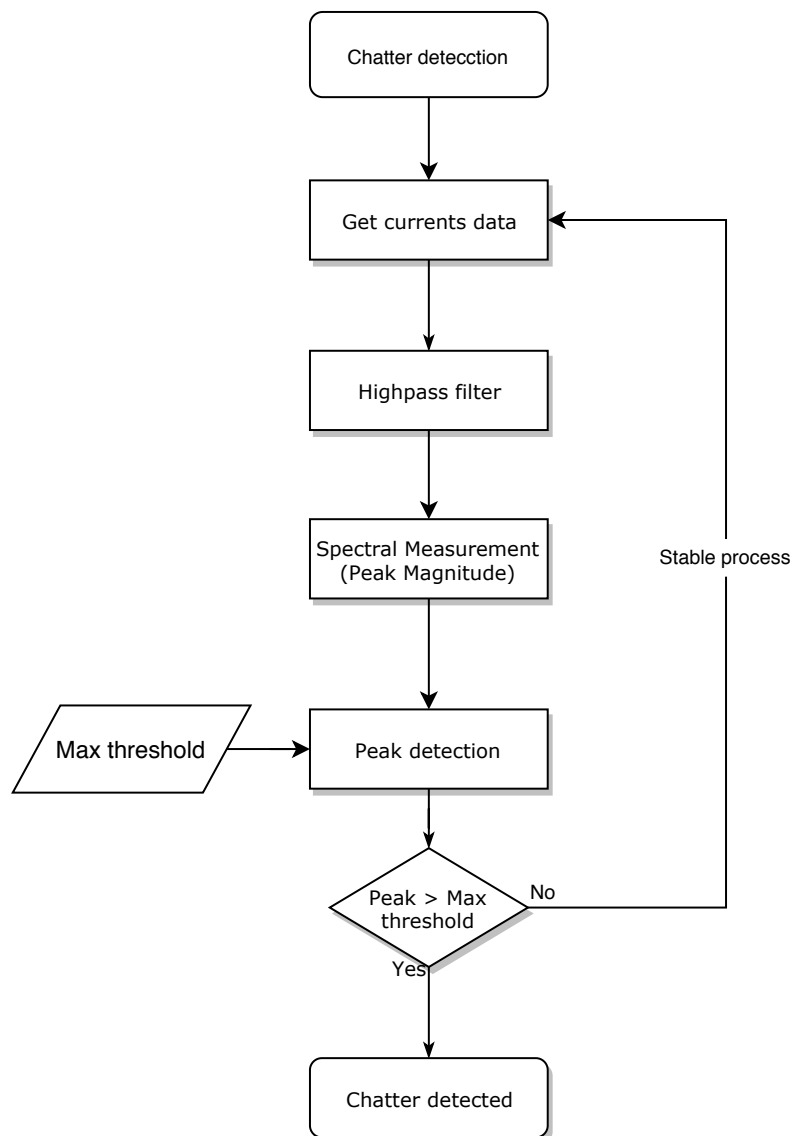 Chatter detecction
Get currents data
Highpass filter
Spectral Measurement
(Peak Magnitude)
Stable process
Max threshold
Peak detection
Peak > Max
threshold
No
Yes
Chatter detected